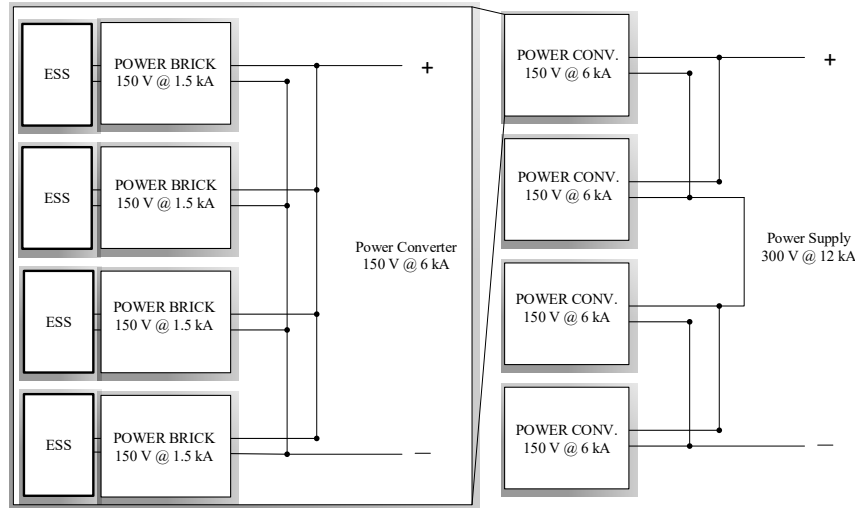 ESS
POWER BRICK
150 V @ 1.5 kA
+
ESS
POWER BRICK
150 V @ 1.5 kA
Power Converter
150 V @ 6 kA
ESS
POWER BRICK
150 V @ 1.5 kA
ESS
POWER BRICK
150 V @ 1.5 kA
—
POWER CONV.
150 V @ 6 kA
+
POWER CONV.
150 V @ 6 kA
Power Supply
300 V @ 12 kA
POWER CONV.
150 V @ 6 kA
POWER CONV.
150 V @ 6 kA
—